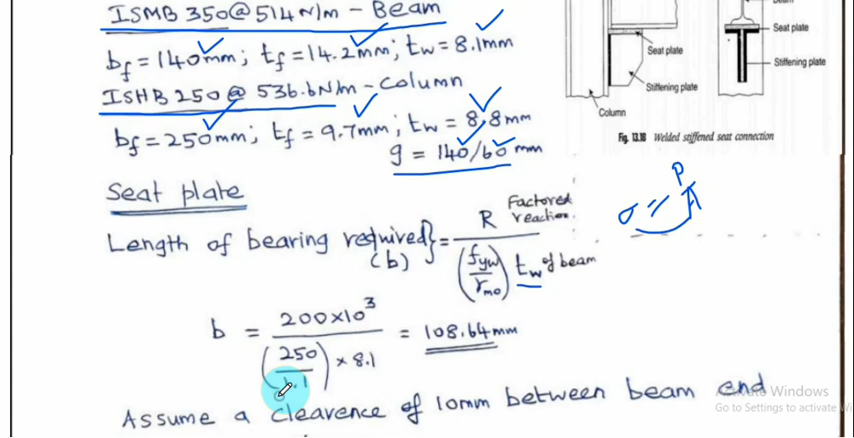 ISMB 350@514N/m - Beam
bf = 140mm; tf = 14.2mm; tw = 8.1mm
ISHB 250 @ 536.6N/m - Column
bf = 250mm; tf = 9.7mm; tw = 8.8mm
g = 140/60 mm
Seat plate
Stiffening plate
Column
Seat plate
Stiffening plate
Fig. 13.18 Welded stiffened seat connection
Seat plate
σ = P/A
Length of bearing required (b) } = R / ((fyw/γmo) tw of beam)
Factored reaction
b = 200×10³ / ((250/1.1) × 8.1) = 108.64mm
Assume a clearence of 10mm between beam end
Activate Windows
Go to Settings to activate Wi